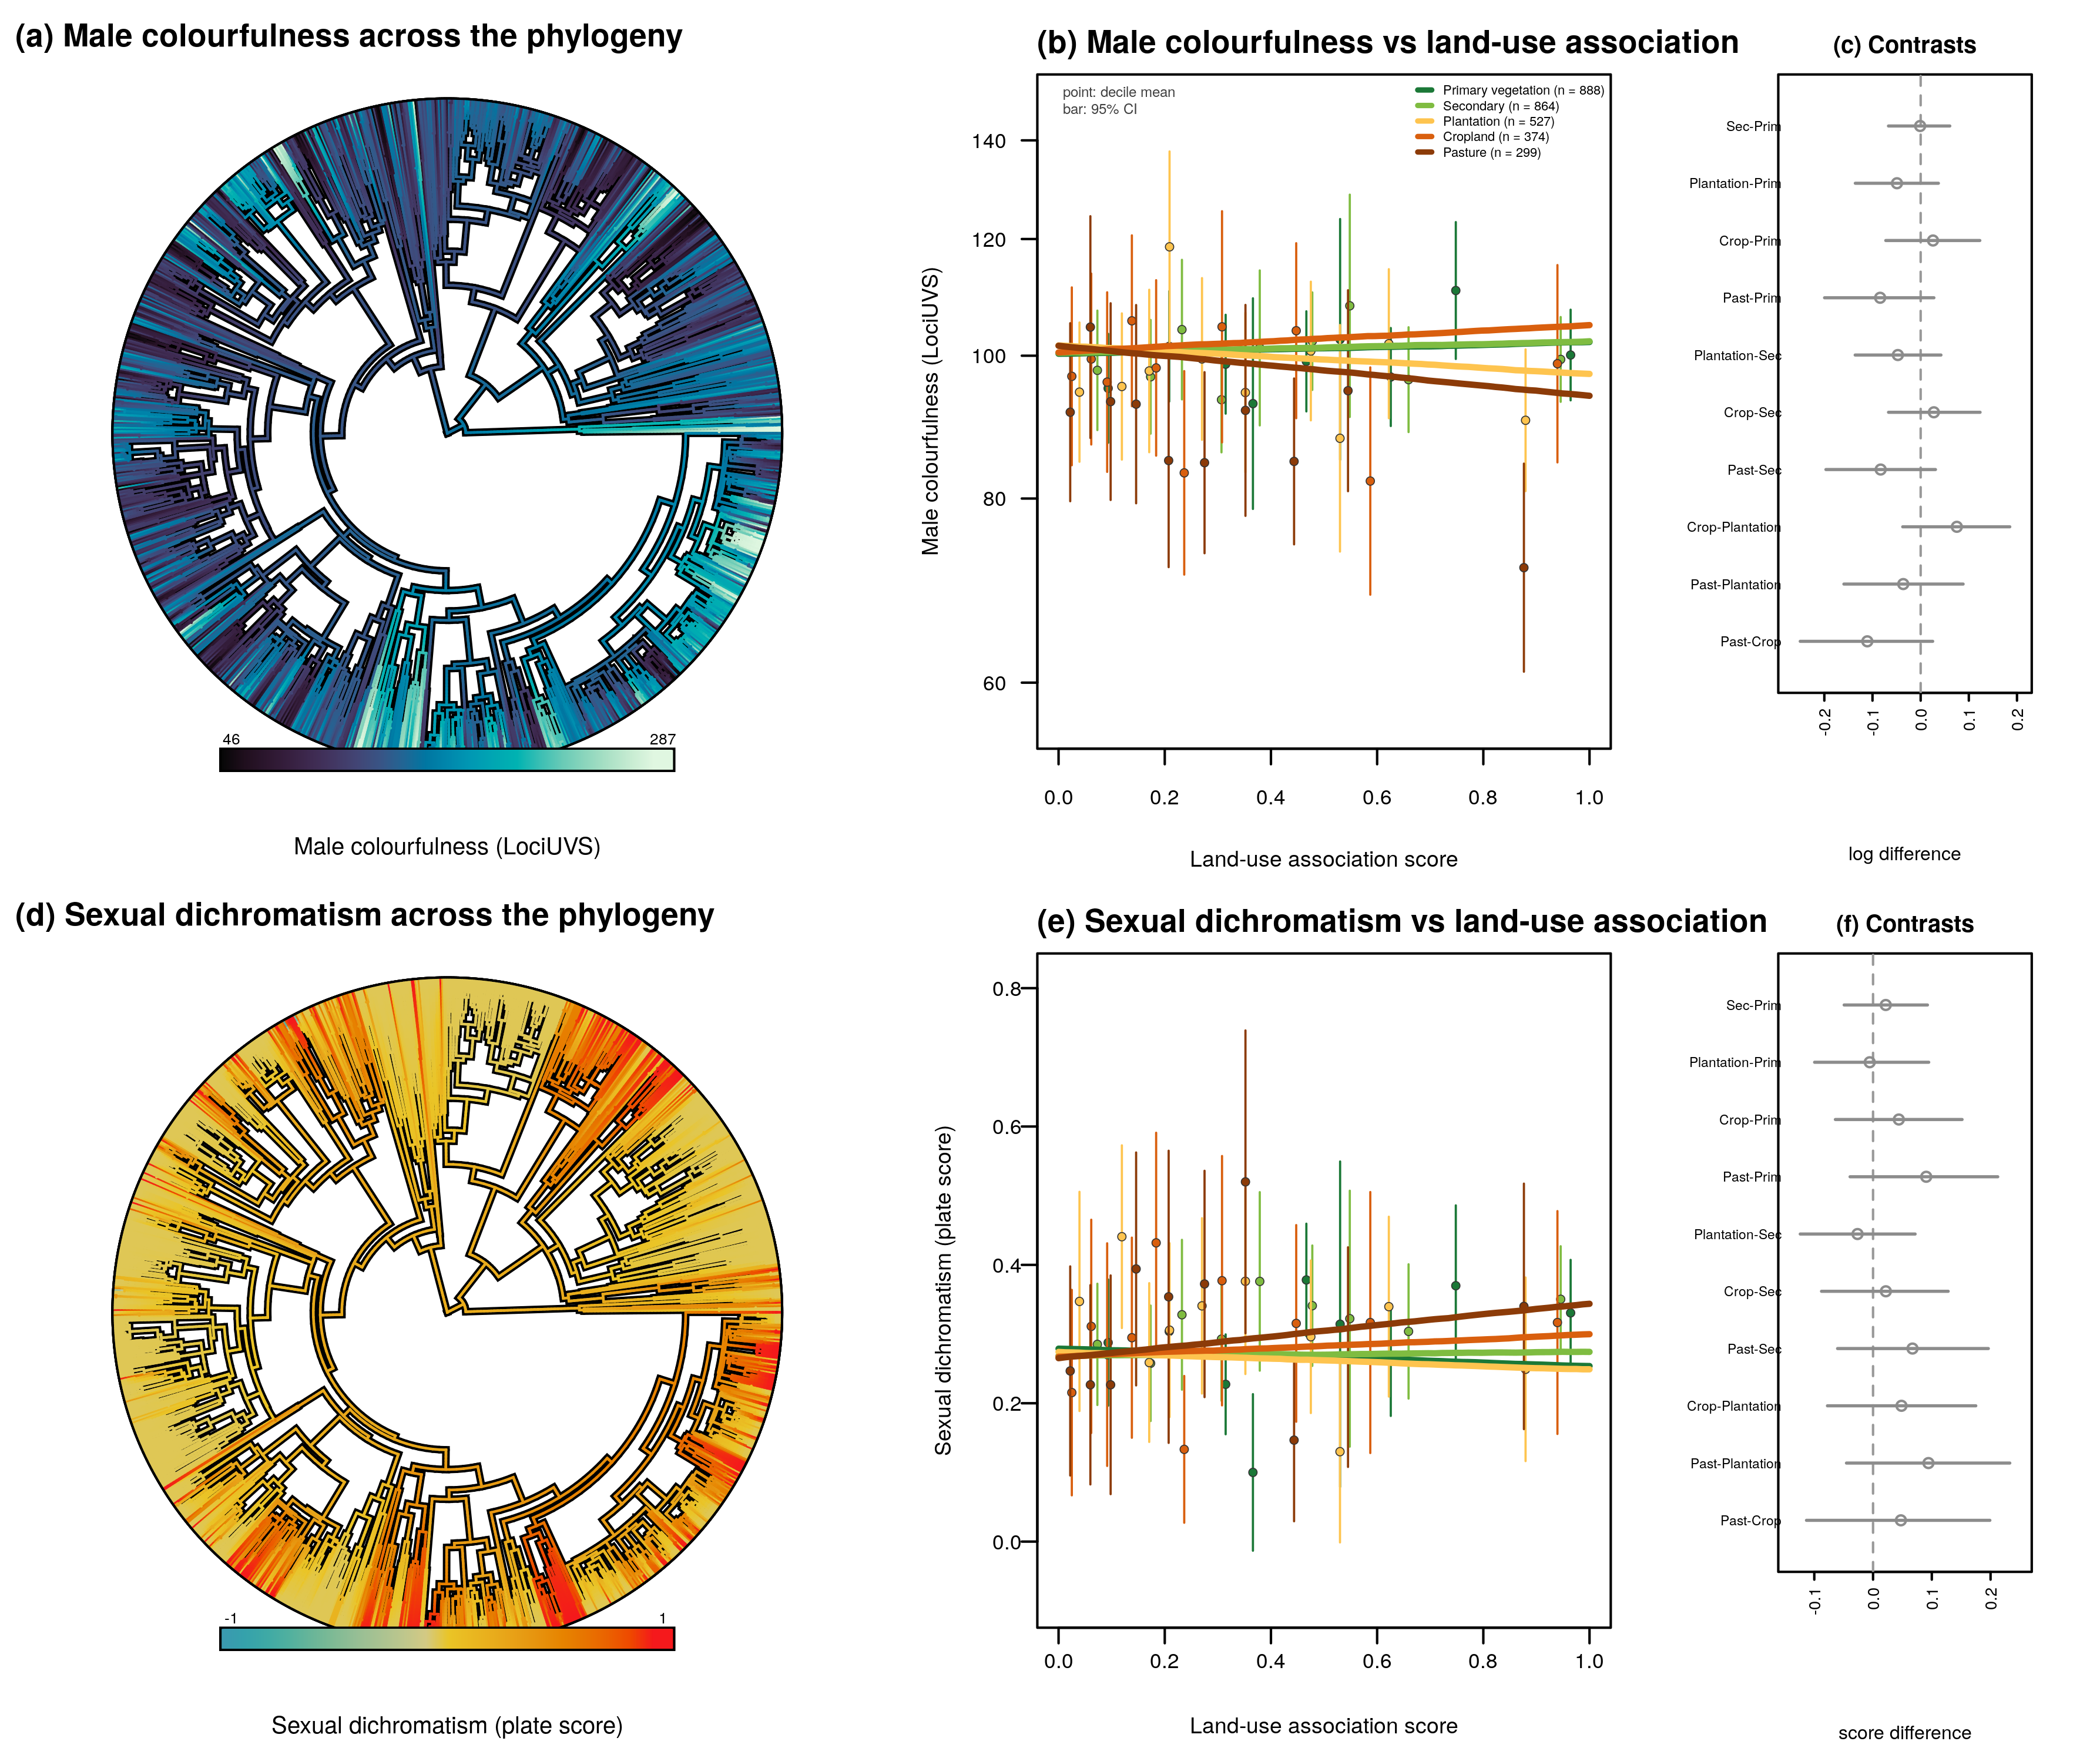 (a) Male colourfulness across the phylogeny
46
287
Male colourfulness (LociUVS)
(b) Male colourfulness vs land-use association
point: decile mean
bar: 95% CI
Primary vegetation (n = 888)
Secondary (n = 864)
Plantation (n = 527)
Cropland (n = 374)
Pasture (n = 299)
Male colourfulness (LociUVS)
140
120
100
80
60
0.0 0.2 0.4 0.6 0.8 1.0
Land-use association score
(c) Contrasts
Sec-Prim
Plantation-Prim
Crop-Prim
Past-Prim
Plantation-Sec
Crop-Sec
Past-Sec
Crop-Plantation
Past-Plantation
Past-Crop
-0.2 -0.1 0.0 0.1 0.2
log difference
(d) Sexual dichromatism across the phylogeny
-1
1
Sexual dichromatism (plate score)
(e) Sexual dichromatism vs land-use association
Sexual dichromatism (plate score)
0.8
0.6
0.4
0.2
0.0
0.0 0.2 0.4 0.6 0.8 1.0
Land-use association score
(f) Contrasts
Sec-Prim
Plantation-Prim
Crop-Prim
Past-Prim
Plantation-Sec
Crop-Sec
Past-Sec
Crop-Plantation
Past-Plantation
Past-Crop
-0.1 0.0 0.1 0.2
score difference